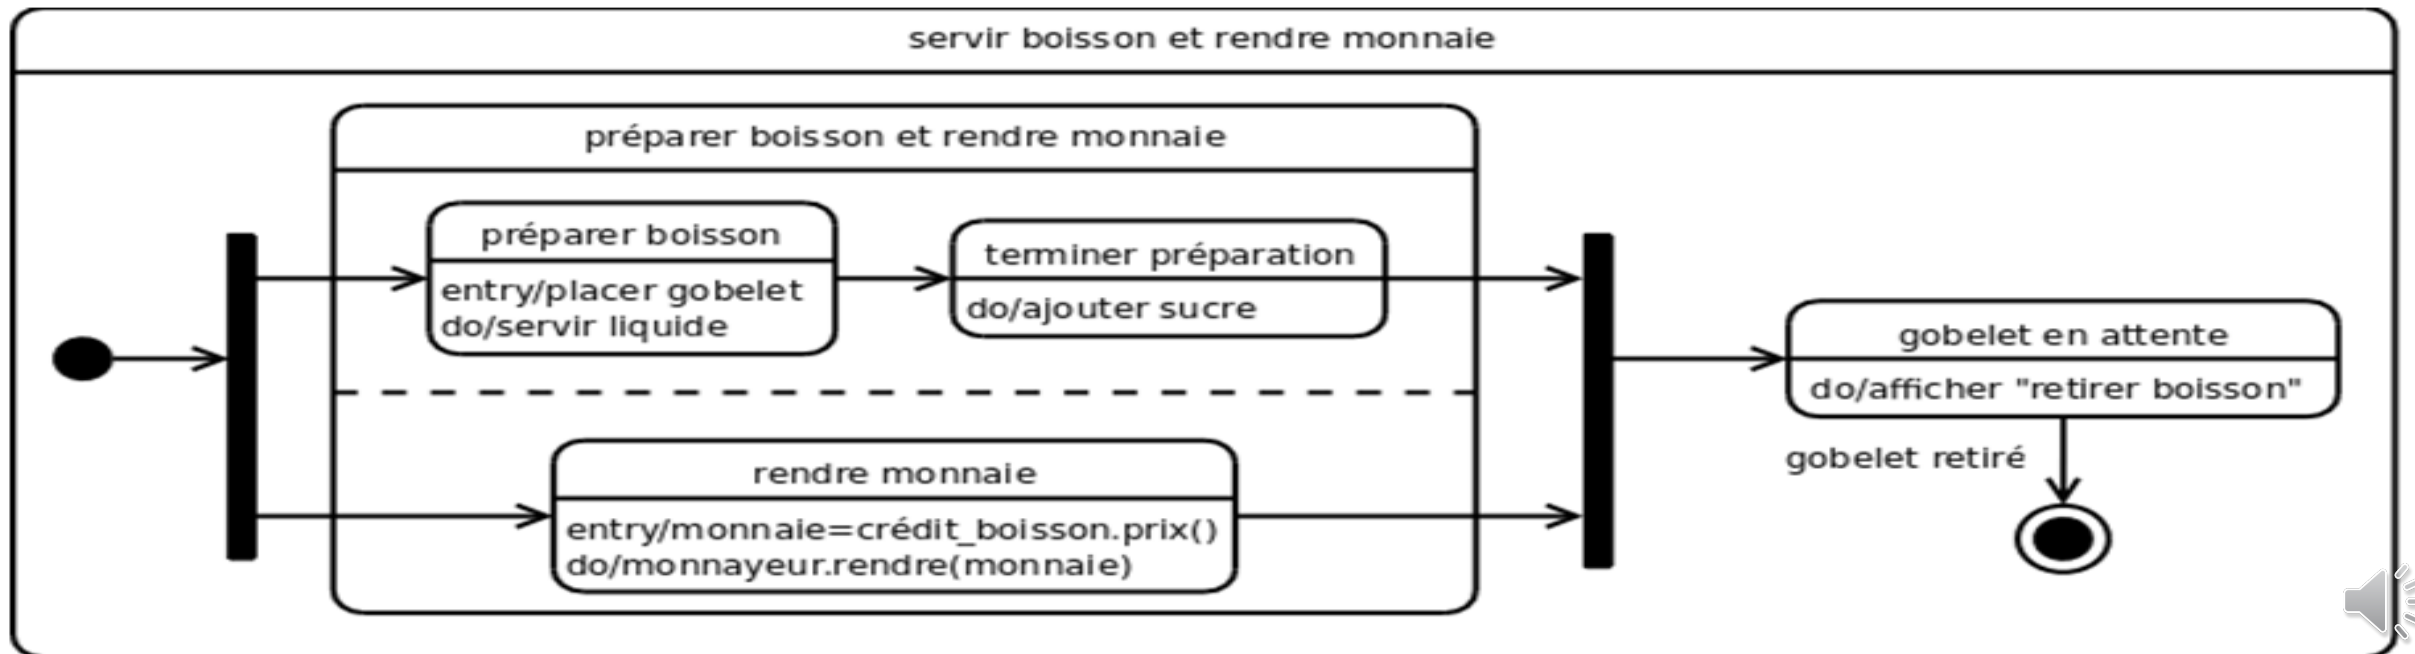 servir boisson et rendre monnaie
préparer boisson et rendre monnaie
préparer boisson
entry/placer gobelet
do/servir liquide
terminer préparation
do/ajouter sucre
rendre monnaie
entry/monnaie=crédit_boisson.prix()
do/monnayeur.rendre(monnaie)
gobelet en attente
do/afficher "retirer boisson"
gobelet retiré